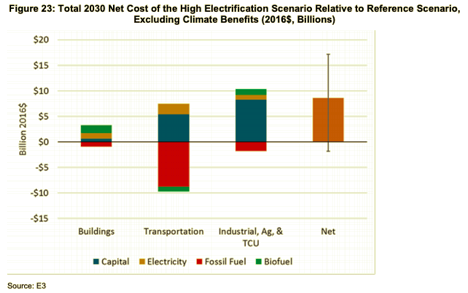 Figure 23: Total 2030 Net Cost of the High Electrification Scenario Relative to Reference Scenario,
Excluding Climate Benefits (2016$, Billions)
$20
$15
$10
$5
$0
-$5
-$10
-$15
Billion 2016$
Buildings Transportation Industrial, Ag, & Net
TCU
Capital Electricity Fossil Fuel Biofuel
Source: E3